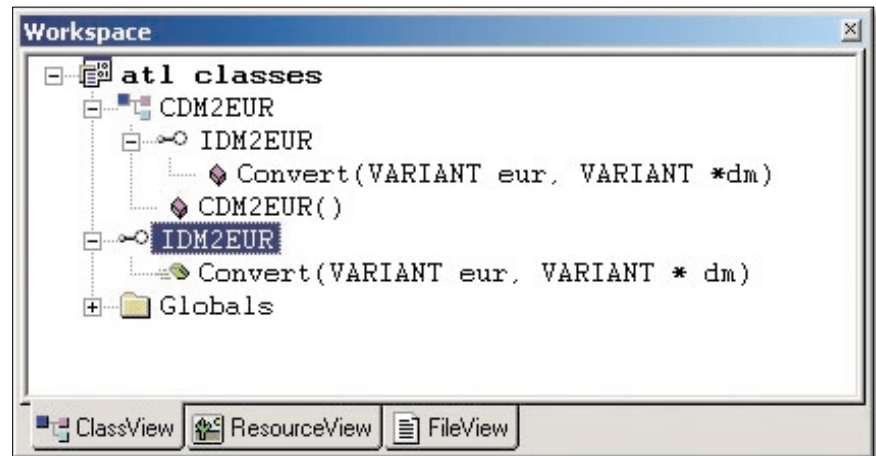 Workspace
atl classes
CDM2EUR
IDM2EUR
Convert(VARIANT eur, VARIANT *dm)
CDM2EUR()
IDM2EUR
Convert(VARIANT eur, VARIANT * dm)
Globals
ClassView ResourceView FileView